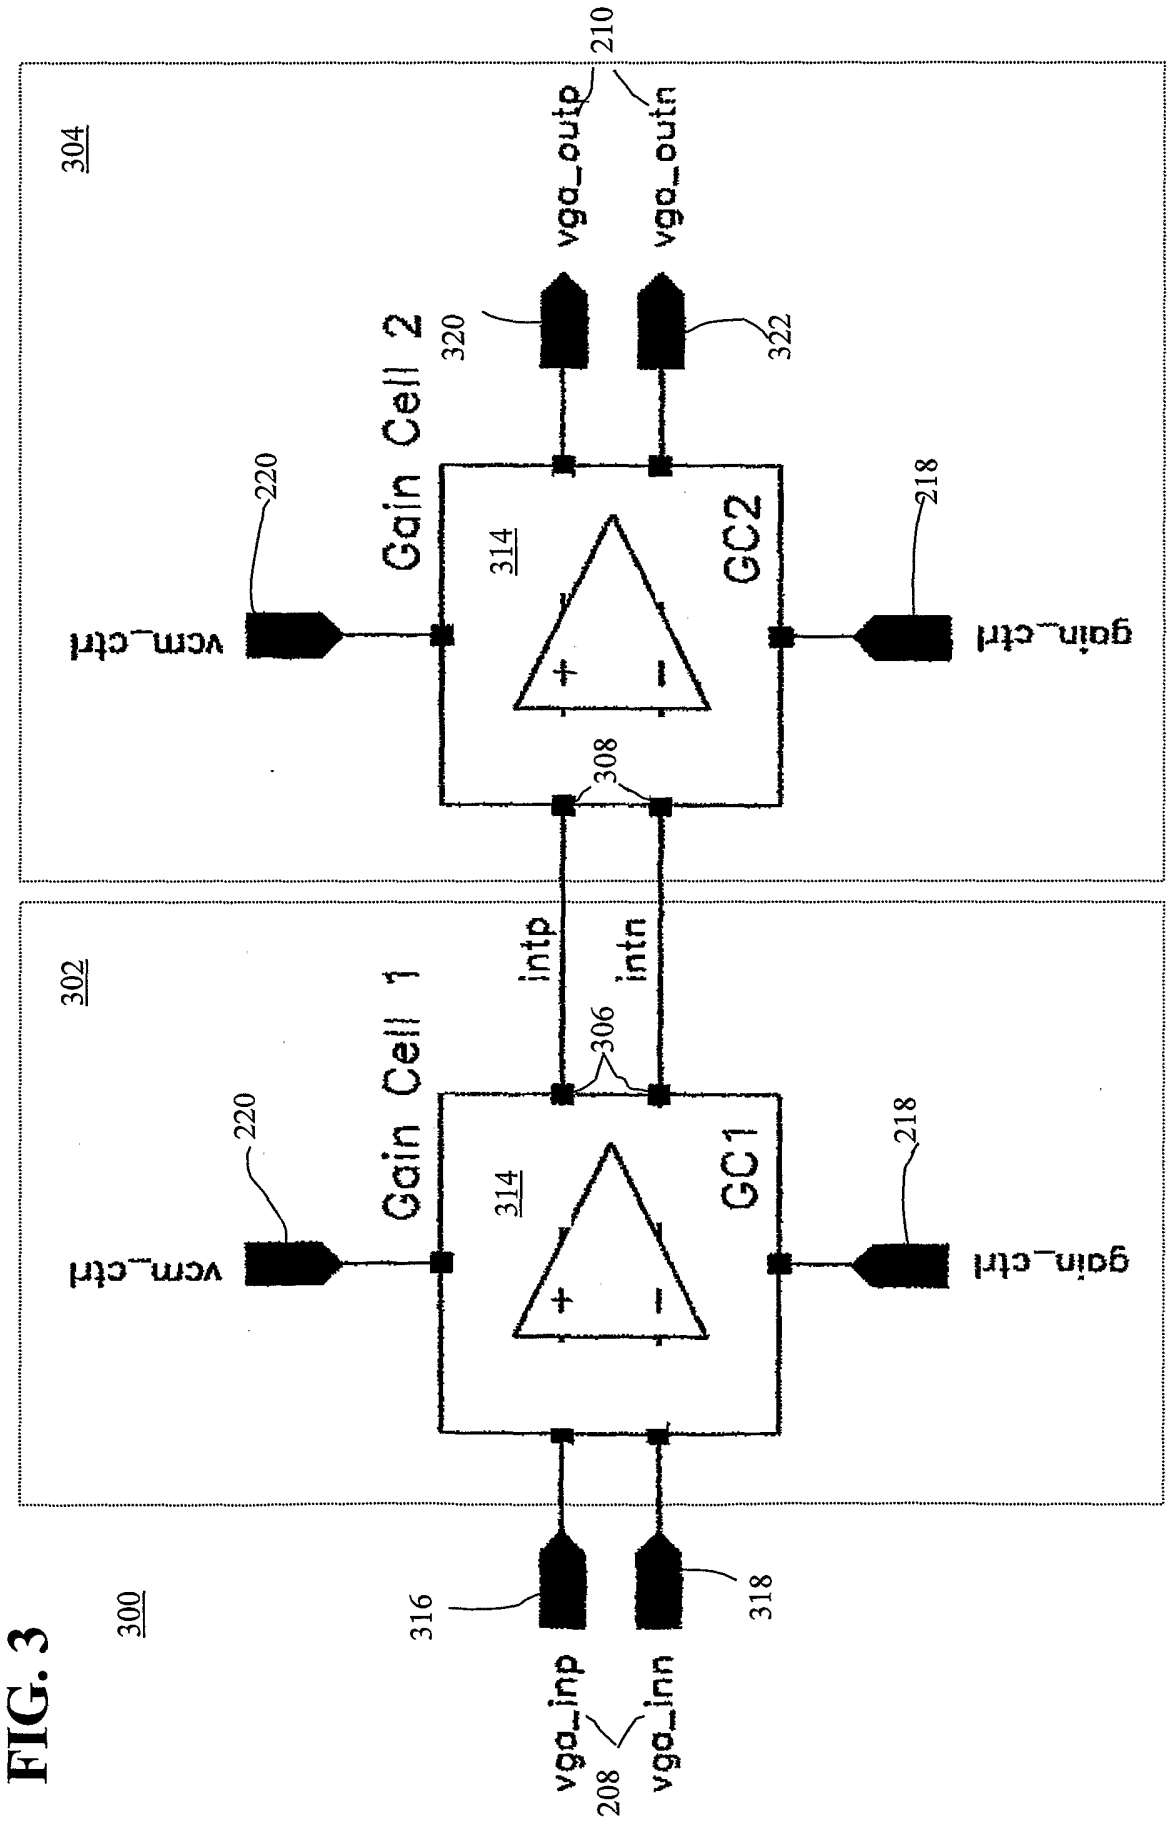 FIG. 3
300
302
304
vcm_ctrl
220
vcm_ctrl
220
Gain Cell 1
Gain Cell 2
316
320
314
314
vga_inp
intp
vga_outp
208
306
308
210
vga_inn
intn
vga_outn
318
322
GC1
GC2
218
218
gain_ctrl
gain_ctrl
+
−
+
−